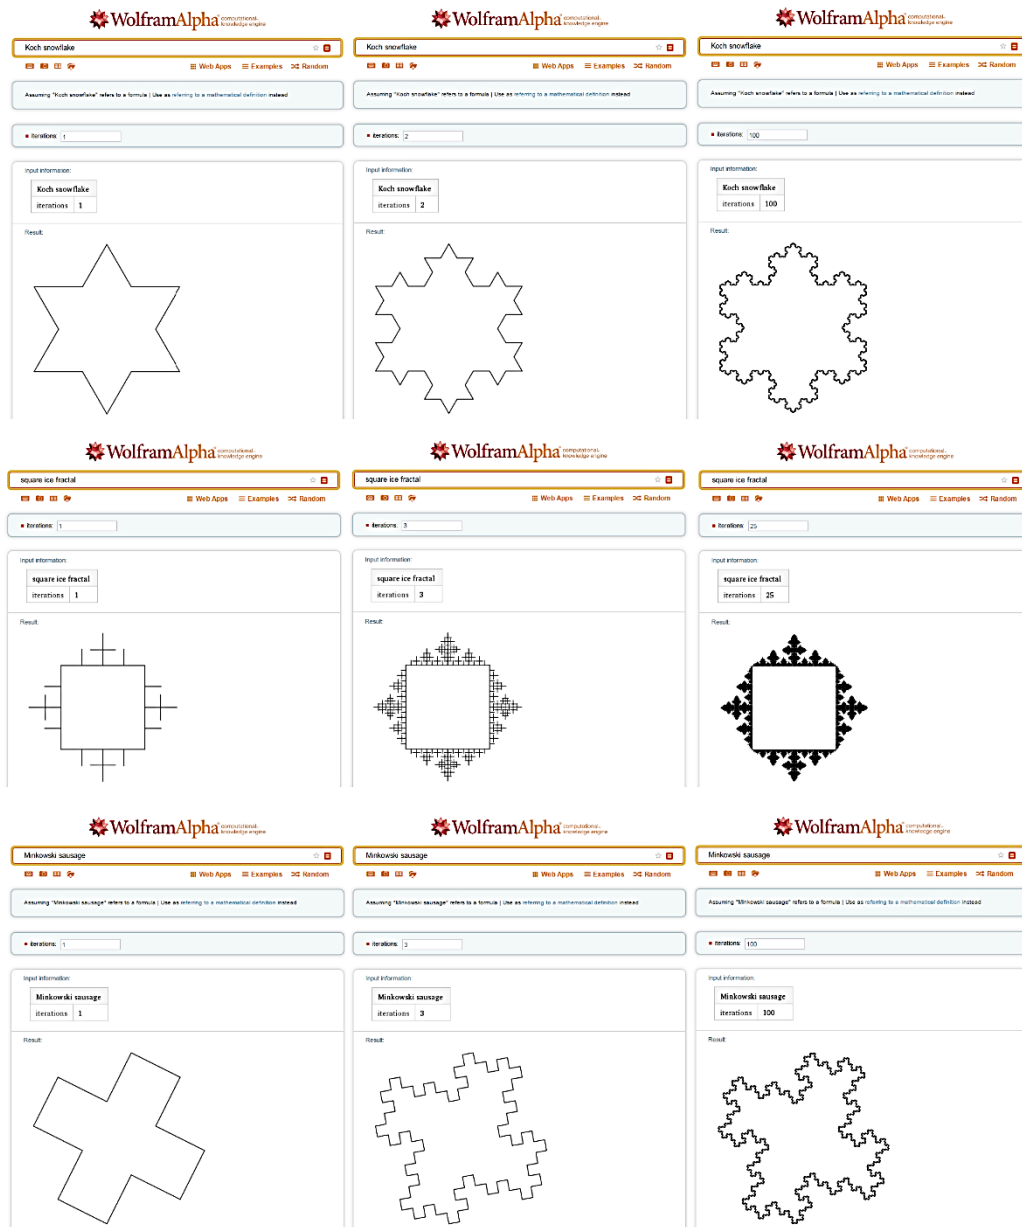 WolframAlpha computational knowledge engine
Koch snowflake
Web Apps Examples Random
Assuming "Koch snowflake" refers to a formula | Use as referring to a mathematical definition instead
iterations: 1
Input information:
Koch snowflake
iterations 1
Result:
WolframAlpha computational knowledge engine
Koch snowflake
Web Apps Examples Random
Assuming "Koch snowflake" refers to a formula | Use as referring to a mathematical definition instead
iterations: 2
Input information:
Koch snowflake
iterations 2
Result:
WolframAlpha computational knowledge engine
Koch snowflake
Web Apps Examples Random
Assuming "Koch snowflake" refers to a formula | Use as referring to a mathematical definition instead
iterations: 100
Input information:
Koch snowflake
iterations 100
Result:
WolframAlpha computational knowledge engine
square ice fractal
Web Apps Examples Random
iterations: 1
Input information:
square ice fractal
iterations 1
Result:
WolframAlpha computational knowledge engine
square ice fractal
Web Apps Examples Random
iterations: 3
Input information:
square ice fractal
iterations 3
Result:
WolframAlpha computational knowledge engine
square ice fractal
Web Apps Examples Random
iterations: 25
Input information:
square ice fractal
iterations 25
Result:
WolframAlpha computational knowledge engine
Minkowski sausage
Web Apps Examples Random
Assuming "Minkowski sausage" refers to a formula | Use as referring to a mathematical definition instead
iterations: 1
Input information:
Minkowski sausage
iterations 1
Result:
WolframAlpha computational knowledge engine
Minkowski sausage
Web Apps Examples Random
Assuming "Minkowski sausage" refers to a formula | Use as referring to a mathematical definition instead
iterations: 3
Input information:
Minkowski sausage
iterations 3
Result:
WolframAlpha computational knowledge engine
Minkowski sausage
Web Apps Examples Random
Assuming "Minkowski sausage" refers to a formula | Use as referring to a mathematical definition instead
iterations: 100
Input information:
Minkowski sausage
iterations 100
Result: